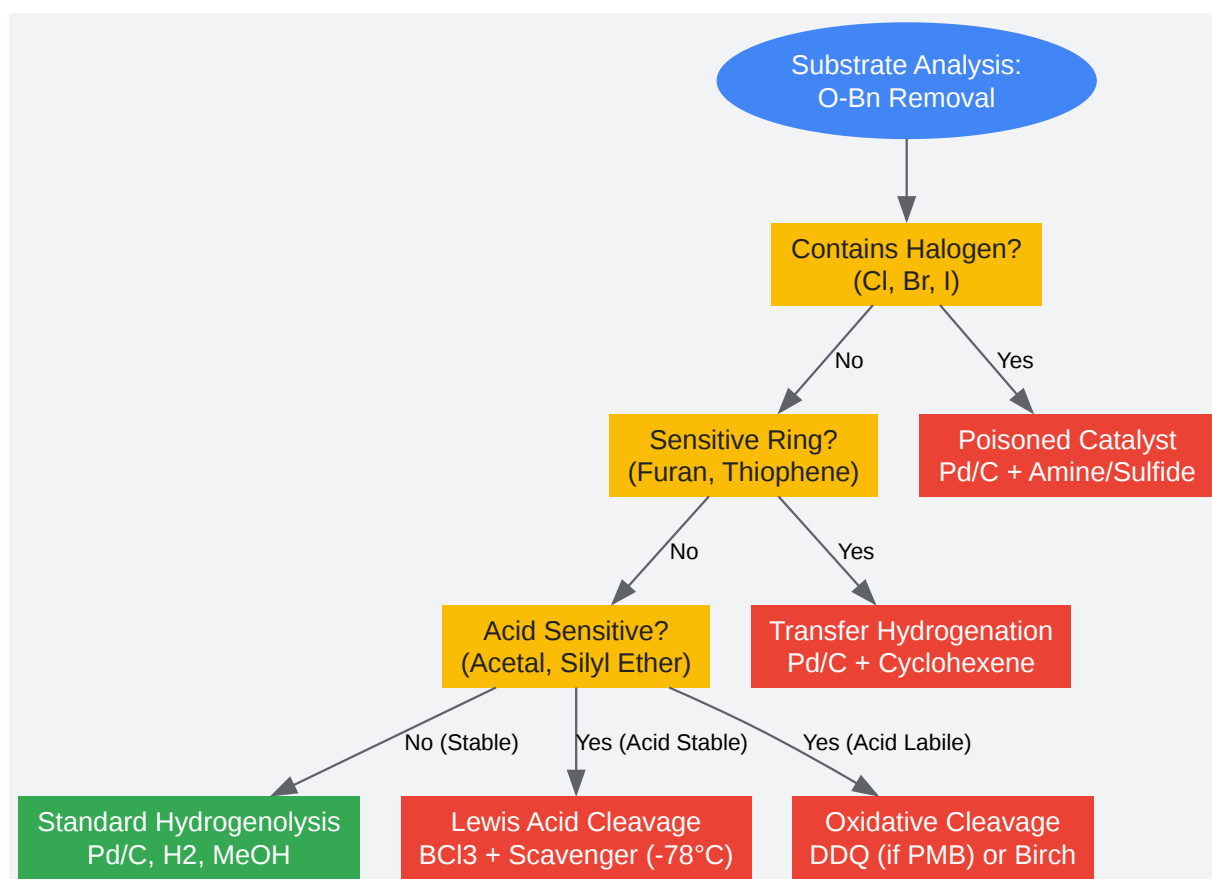 Substrate Analysis:
O-Bn Removal
Contains Halogen?
(Cl, Br, I)
No
Yes
Sensitive Ring?
(Furan, Thiophene)
Poisoned Catalyst
Pd/C + Amine/Sulfide
No
Yes
Acid Sensitive?
(Acetal, Silyl Ether)
Transfer Hydrogenation
Pd/C + Cyclohexene
No (Stable)
Yes (Acid Stable)
Yes (Acid Labile)
Standard Hydrogenolysis
Pd/C, H2, MeOH
Lewis Acid Cleavage
BCl3 + Scavenger (-78°C)
Oxidative Cleavage
DDQ (if PMB) or Birch